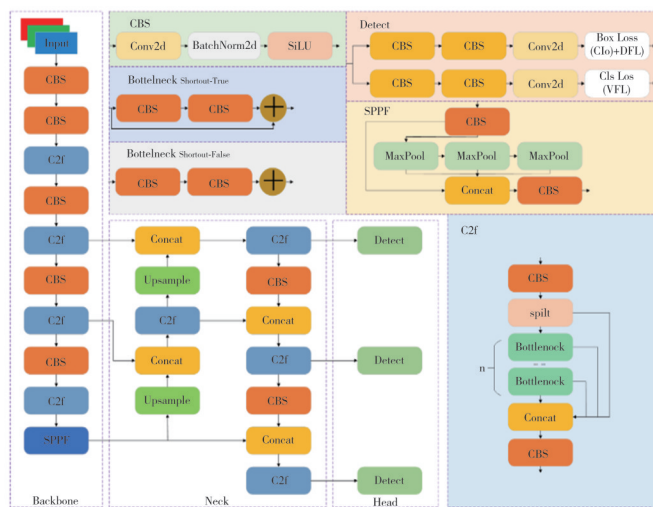 Input
CBS
CBS
C2f
CBS
C2f
CBS
C2f
CBS
C2f
SPPF
Backbone
CBS
Conv2d
BatchNorm2d
SiLU
Bottelneck Shortout-True
CBS
CBS
Bottelneck Shortout-False
CBS
CBS
Detect
CBS
CBS
Conv2d
Box Loss
(CIo)+DFL)
CBS
CBS
Conv2d
Cls Los
(VFL)
SPPF
CBS
MaxPool
MaxPool
MaxPool
Concat
CBS
Concat
Upsample
C2f
Concat
Upsample
C2f
CBS
Concat
C2f
CBS
Concat
C2f
Neck
Detect
Detect
Detect
Head
C2f
CBS
spilt
n
Bottlenock
Bottlenock
Concat
CBS